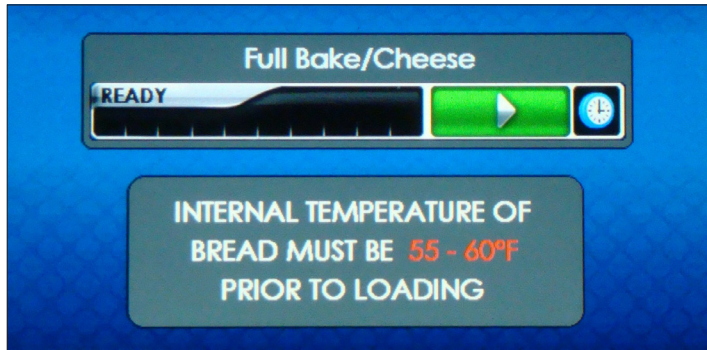 Full Bake/Cheese
READY
INTERNAL TEMPERATURE OF
BREAD MUST BE 55 - 60°F
PRIOR TO LOADING